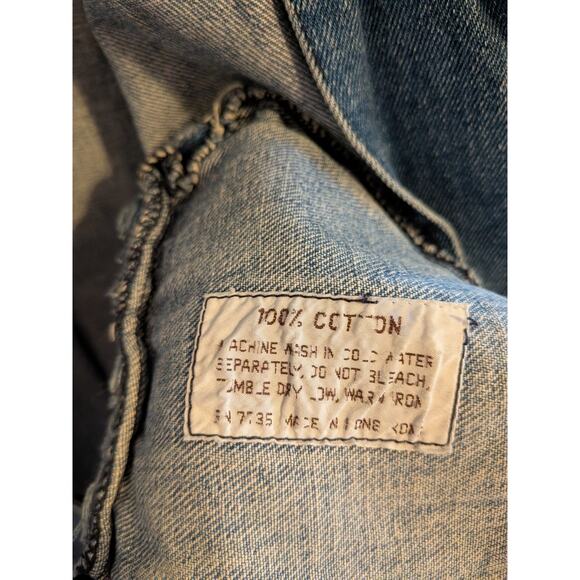 100% COTTON
MACHINE WASH IN COLD WATER
SEPARATELY, DO NOT BLEACH,
TUMBLE DRY LOW, WARM IRON
RN 7535 MADE IN HONG KONG